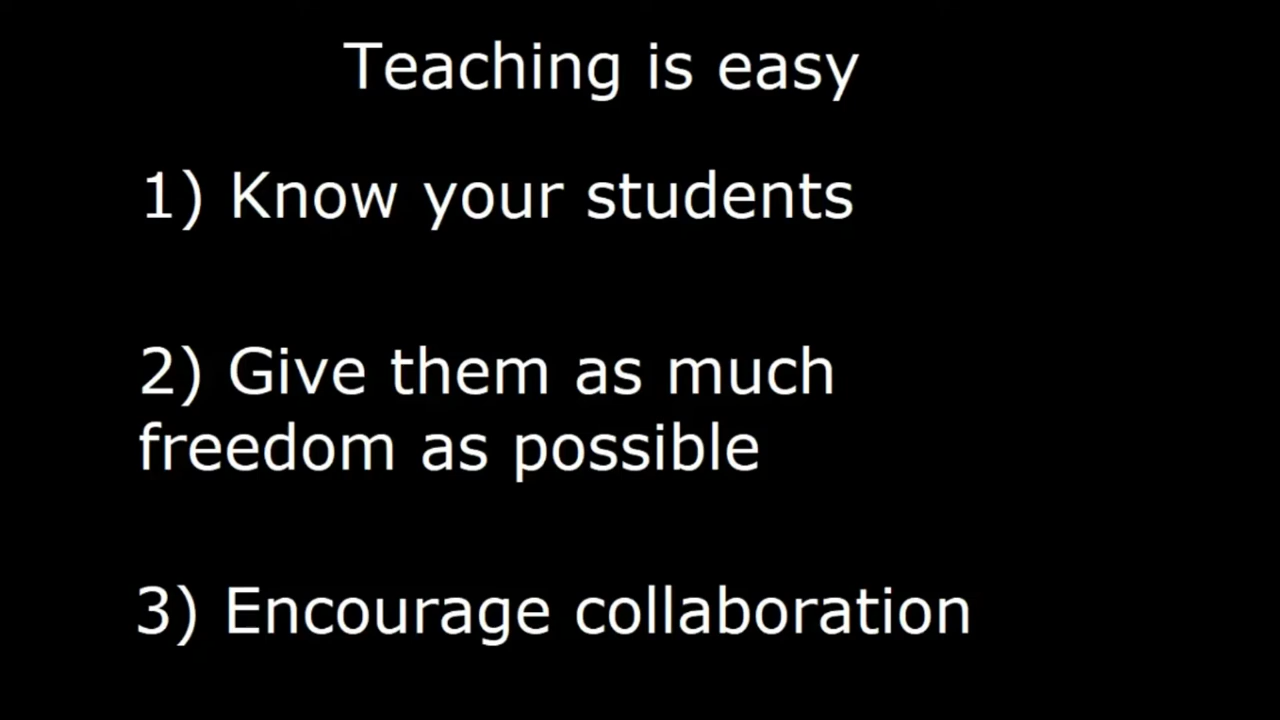 Teaching is easy
1) Know your students
2) Give them as much
freedom as possible
3) Encourage collaboration